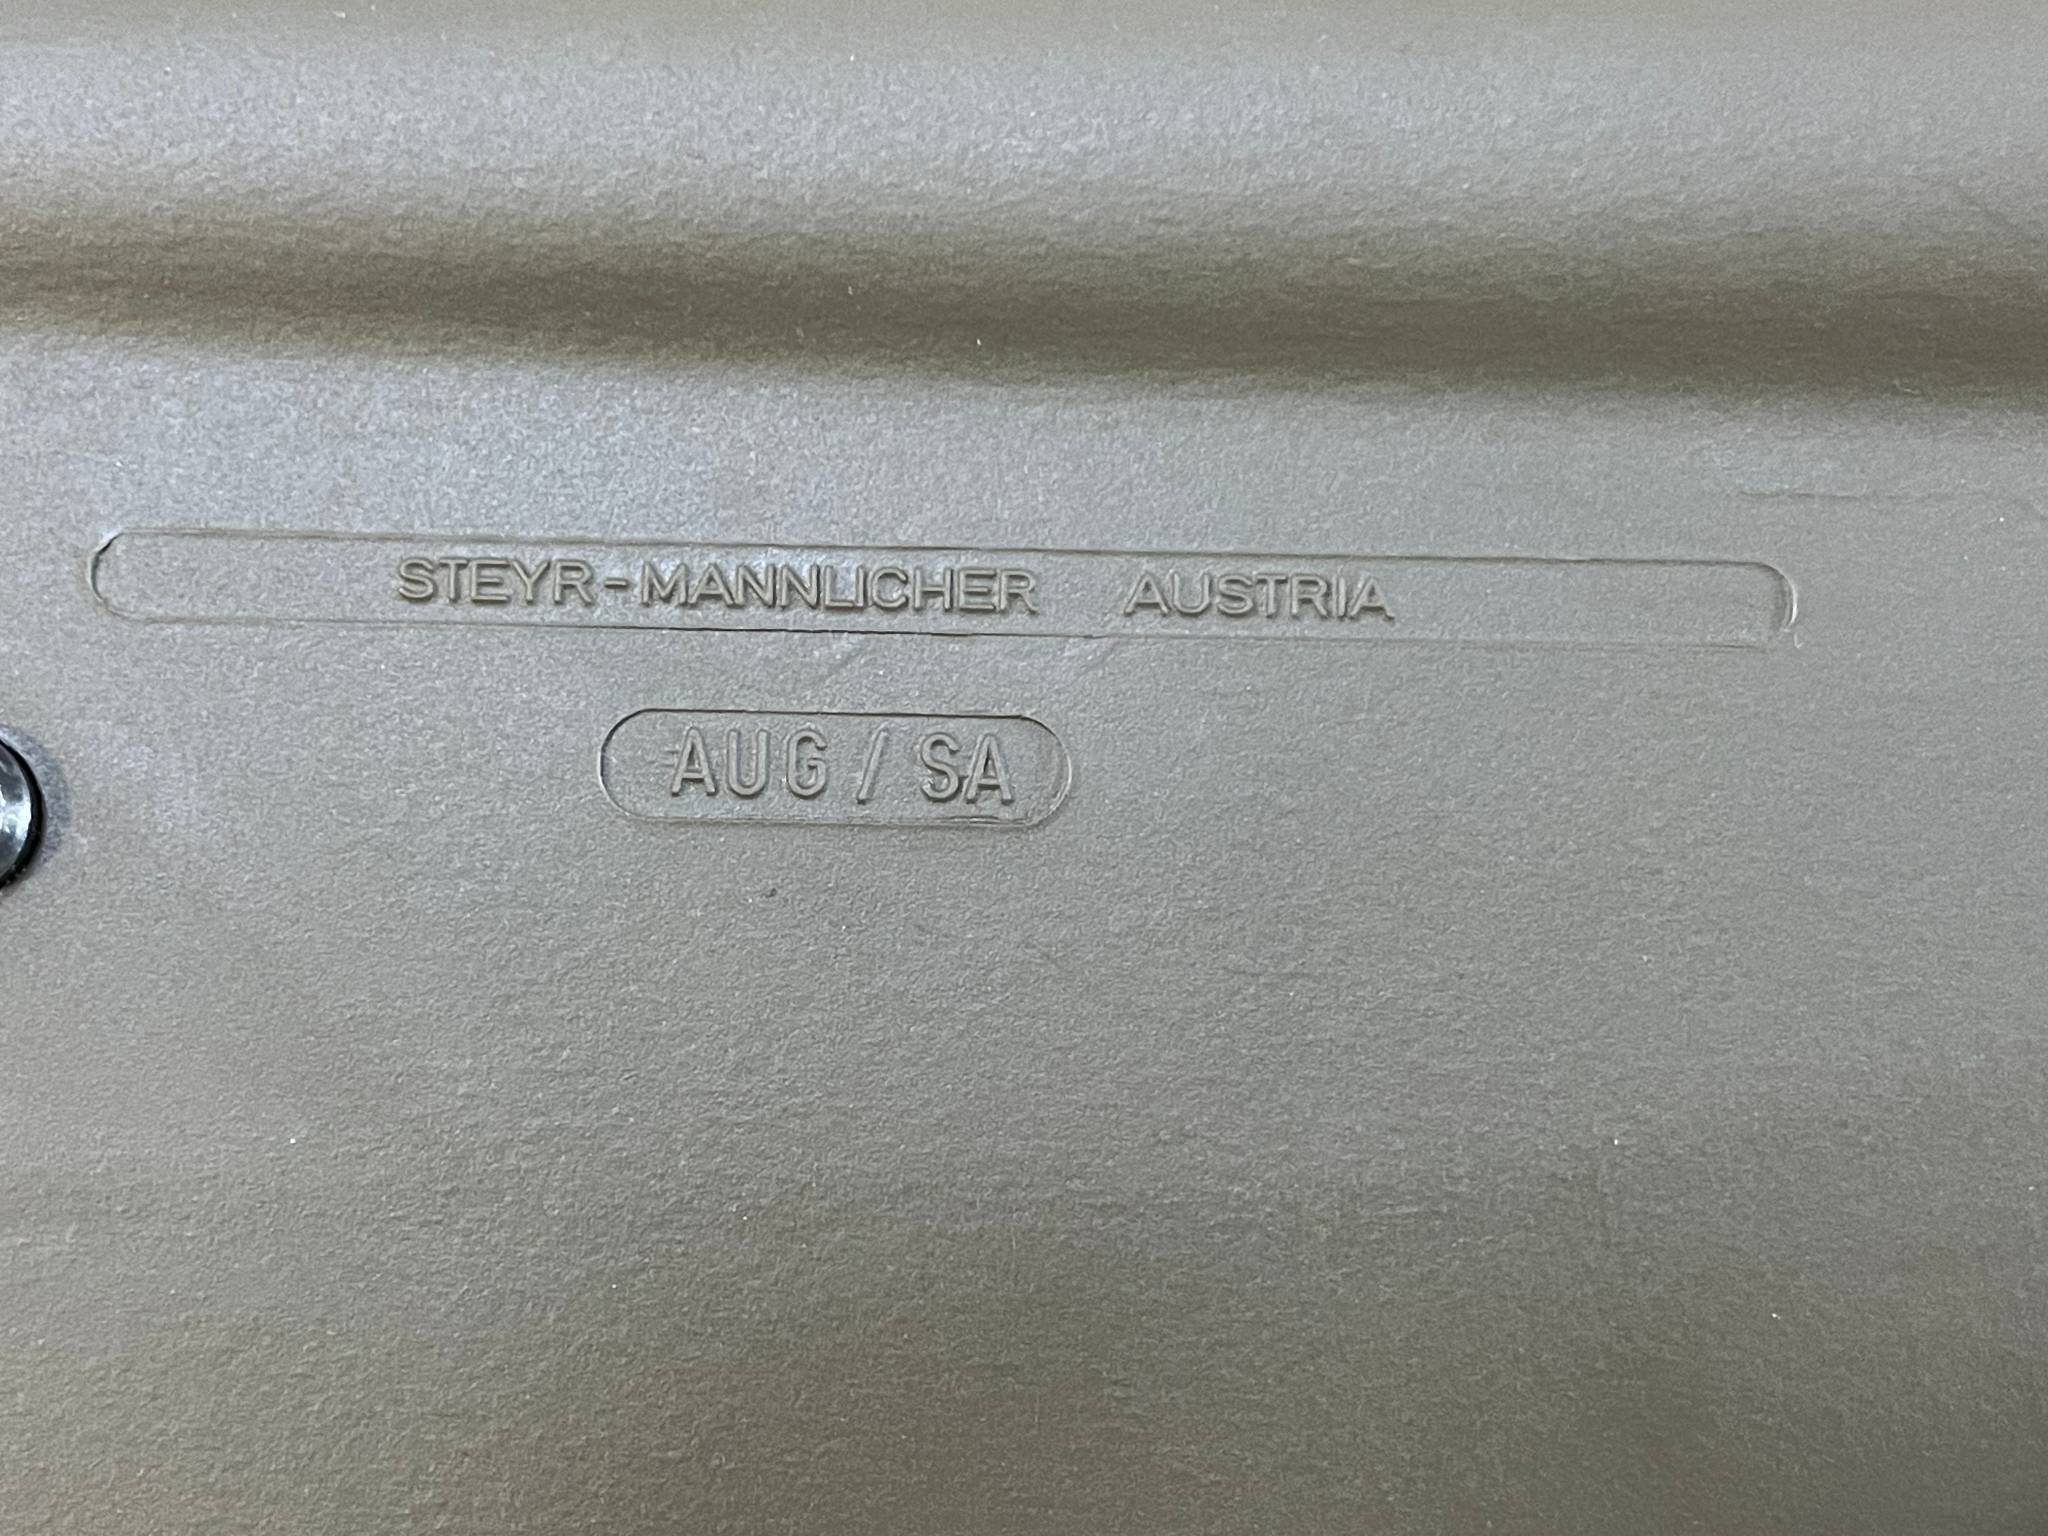 STEYR-MANNLICHER AUSTRIA
AUG / SA